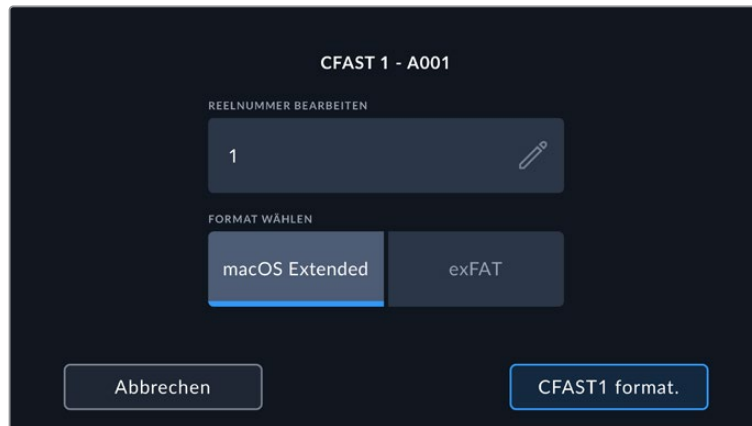 CFAST 1 - A001
REELNUMMER BEARBEITEN
1
FORMAT WÄHLEN
macOS Extended
exFAT
Abbrechen
CFAST1 format.